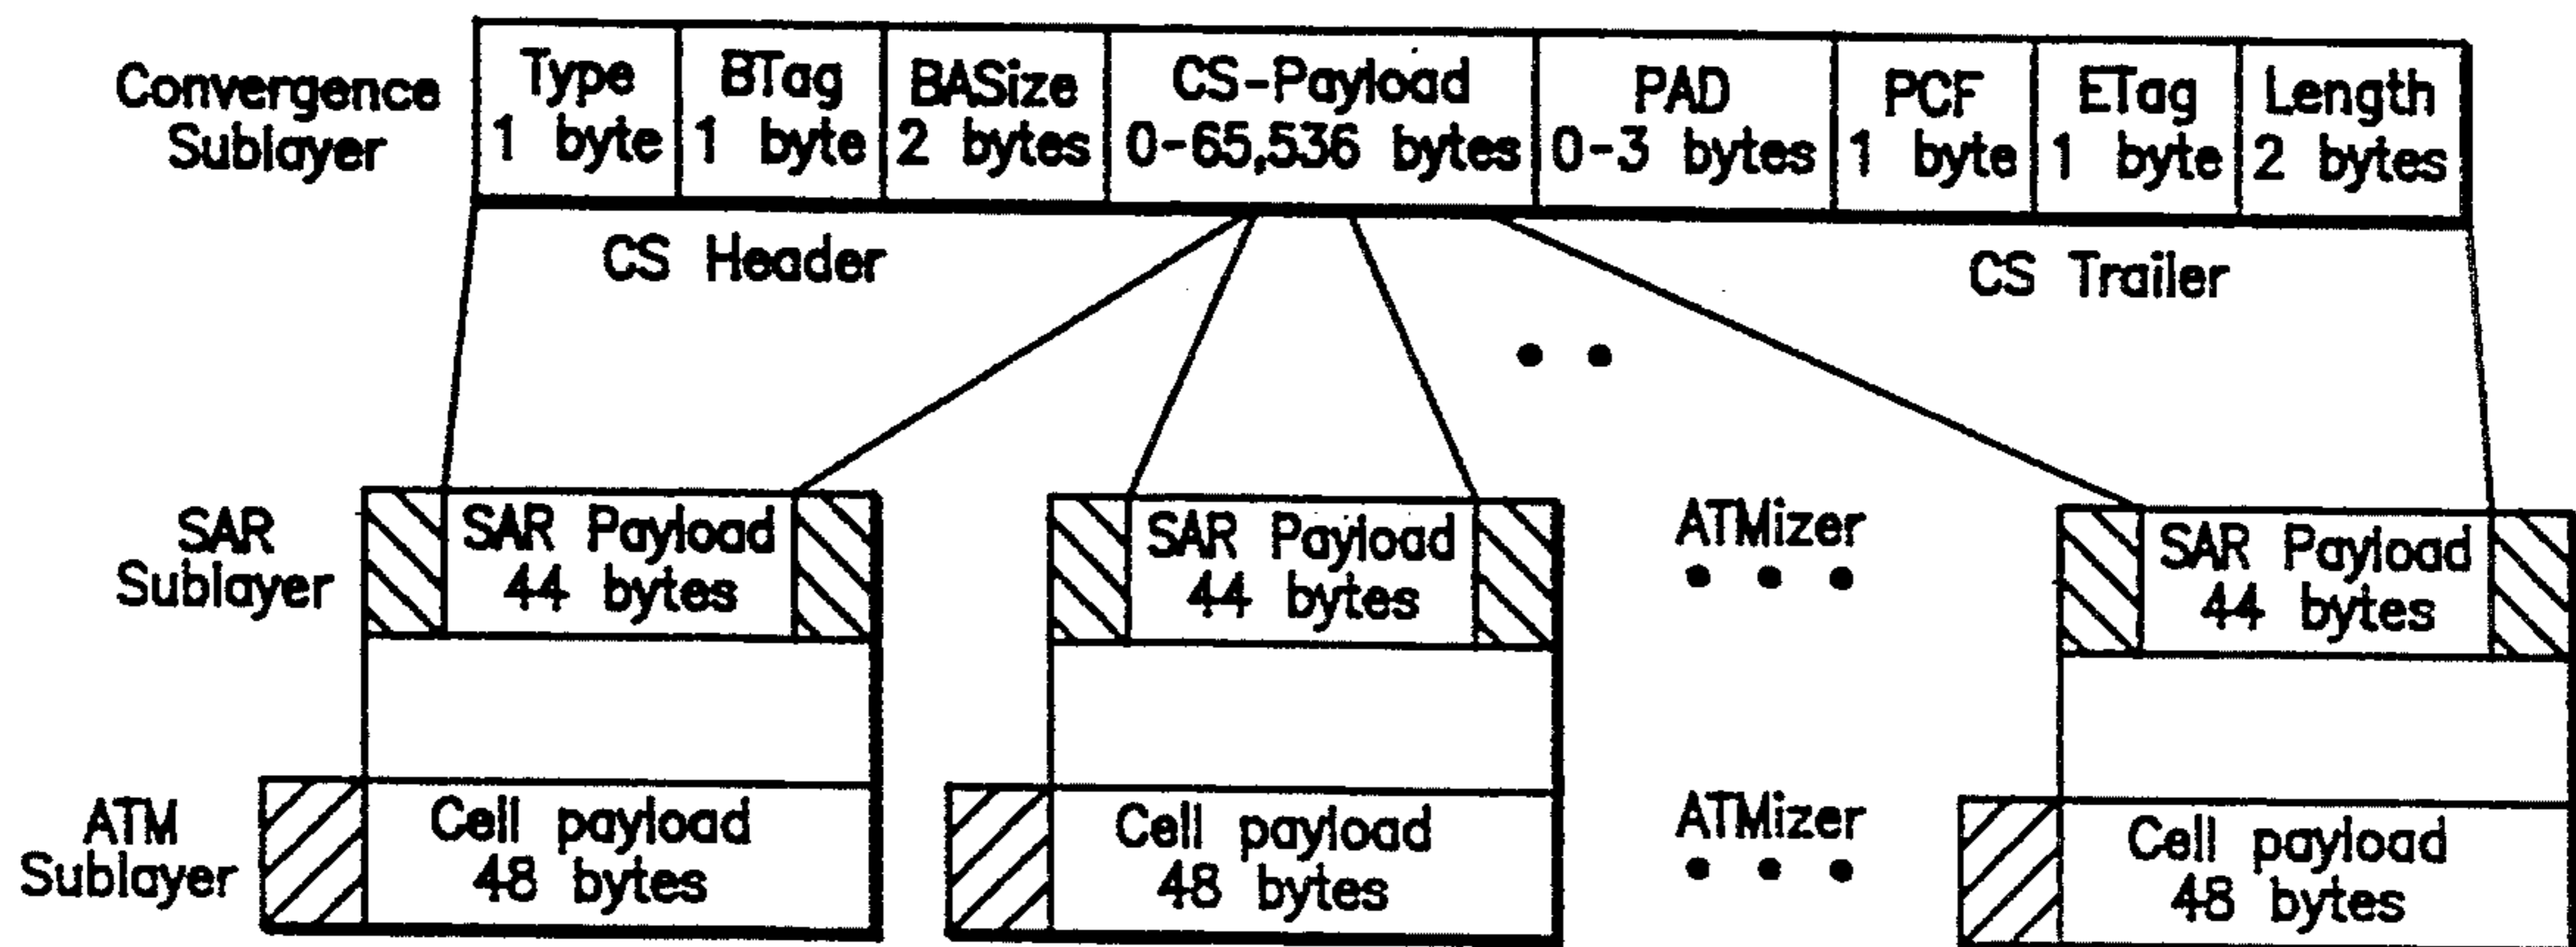 Convergence
Sublayer
Type
1 byte
BTag
1 byte
BASize
2 bytes
CS-Payload
0-65,536 bytes
PAD
0-3 bytes
PCF
1 byte
ETag
1 byte
Length
2 bytes
CS Header
CS Trailer
SAR
Sublayer
SAR Payload
44 bytes
SAR Payload
44 bytes
ATMizer
SAR Payload
44 bytes
ATM
Sublayer
Cell payload
48 bytes
Cell payload
48 bytes
ATMizer
Cell payload
48 bytes